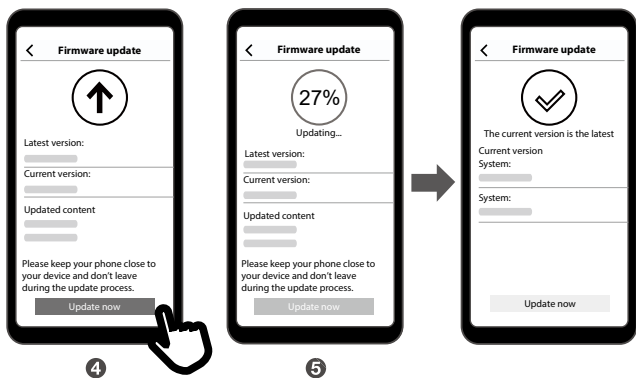 Firmware update
Latest version:
Current version:
Updated content
Please keep your phone close to
your device and don't leave
during the update process.
Update now
4
Firmware update
27%
Updating...
Latest version:
Current version:
Updated content
Please keep your phone close to
your device and don't leave
during the update process.
Update now
5
Firmware update
The current version is the latest
Current version
System:
System:
Update now